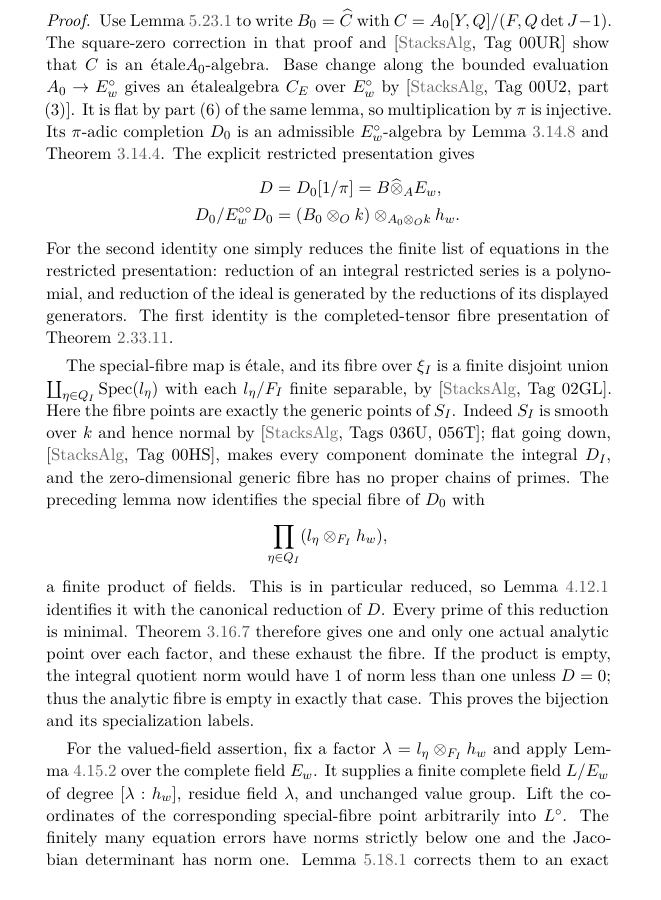 Proof. Use Lemma 5.23.1 to write B₀ = Ĉ with C = A₀[Y, Q]/(F, Q det J−1).
The square-zero correction in that proof and [StacksAlg, Tag 00UR] show
that C is an étaleA₀-algebra. Base change along the bounded evaluation
A₀ → E°_w gives an étalealgebra C_E over E°_w by [StacksAlg, Tag 00U2, part
(3)]. It is flat by part (6) of the same lemma, so multiplication by π is injective.
Its π-adic completion D₀ is an admissible E°_w-algebra by Lemma 3.14.8 and
Theorem 3.14.4. The explicit restricted presentation gives
D = D₀[1/π] = B⊗̂_A E_w,
D₀/E°°_w D₀ = (B₀ ⊗_O k) ⊗_{A₀⊗_O k} h_w.
For the second identity one simply reduces the finite list of equations in the
restricted presentation: reduction of an integral restricted series is a polyno-
mial, and reduction of the ideal is generated by the reductions of its displayed
generators. The first identity is the completed-tensor fibre presentation of
Theorem 2.33.11.
The special-fibre map is étale, and its fibre over ξ_I is a finite disjoint union
∐_{η∈Q_I} Spec(l_η) with each l_η/F_I finite separable, by [StacksAlg, Tag 02GL].
Here the fibre points are exactly the generic points of S_I. Indeed S_I is smooth
over k and hence normal by [StacksAlg, Tags 036U, 056T]; flat going down,
[StacksAlg, Tag 00HS], makes every component dominate the integral D_I,
and the zero-dimensional generic fibre has no proper chains of primes. The
preceding lemma now identifies the special fibre of D₀ with
∏_{η∈Q_I} (l_η ⊗_{F_I} h_w),
a finite product of fields. This is in particular reduced, so Lemma 4.12.1
identifies it with the canonical reduction of D. Every prime of this reduction
is minimal. Theorem 3.16.7 therefore gives one and only one actual analytic
point over each factor, and these exhaust the fibre. If the product is empty,
the integral quotient norm would have 1 of norm less than one unless D = 0;
thus the analytic fibre is empty in exactly that case. This proves the bijection
and its specialization labels.
For the valued-field assertion, fix a factor λ = l_η ⊗_{F_I} h_w and apply Lem-
ma 4.15.2 over the complete field E_w. It supplies a finite complete field L/E_w
of degree [λ : h_w], residue field λ, and unchanged value group. Lift the co-
ordinates of the corresponding special-fibre point arbitrarily into L°. The
finitely many equation errors have norms strictly below one and the Jaco-
bian determinant has norm one. Lemma 5.18.1 corrects them to an exact